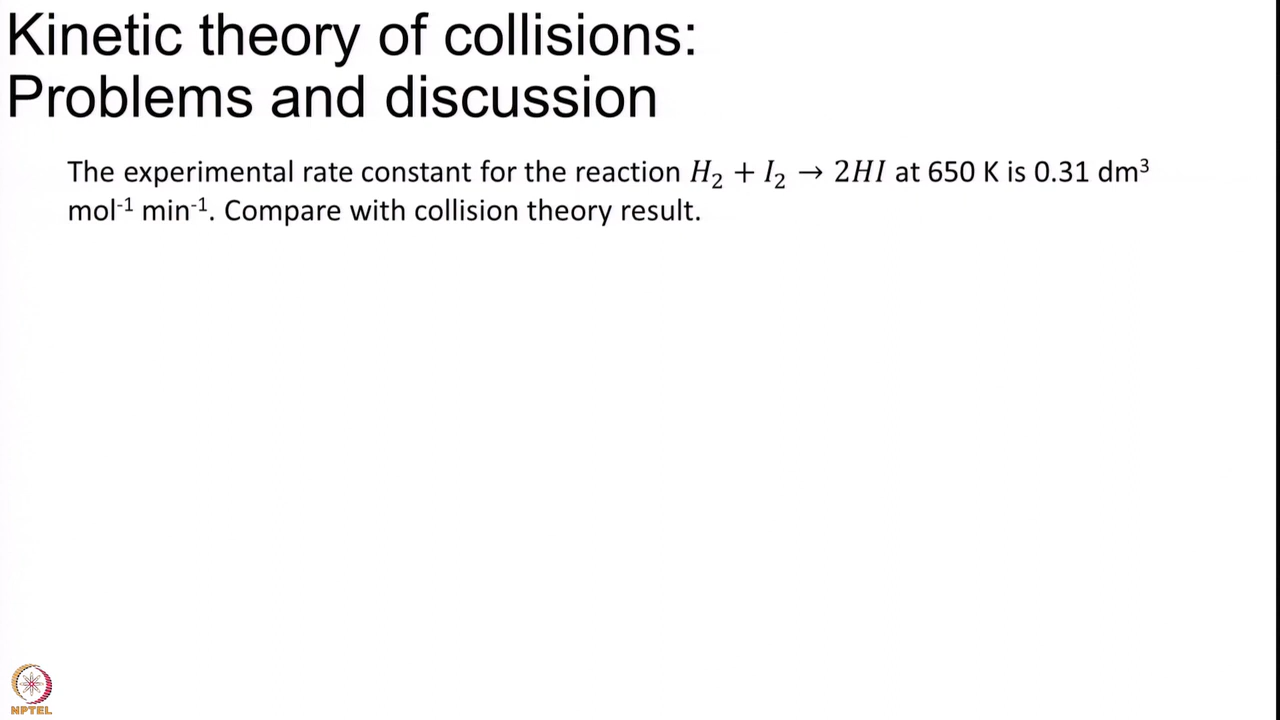 Kinetic theory of collisions:
Problems and discussion
The experimental rate constant for the reaction H₂ + I₂ → 2HI at 650 K is 0.31 dm³
mol⁻¹ min⁻¹. Compare with collision theory result.
NPTEL